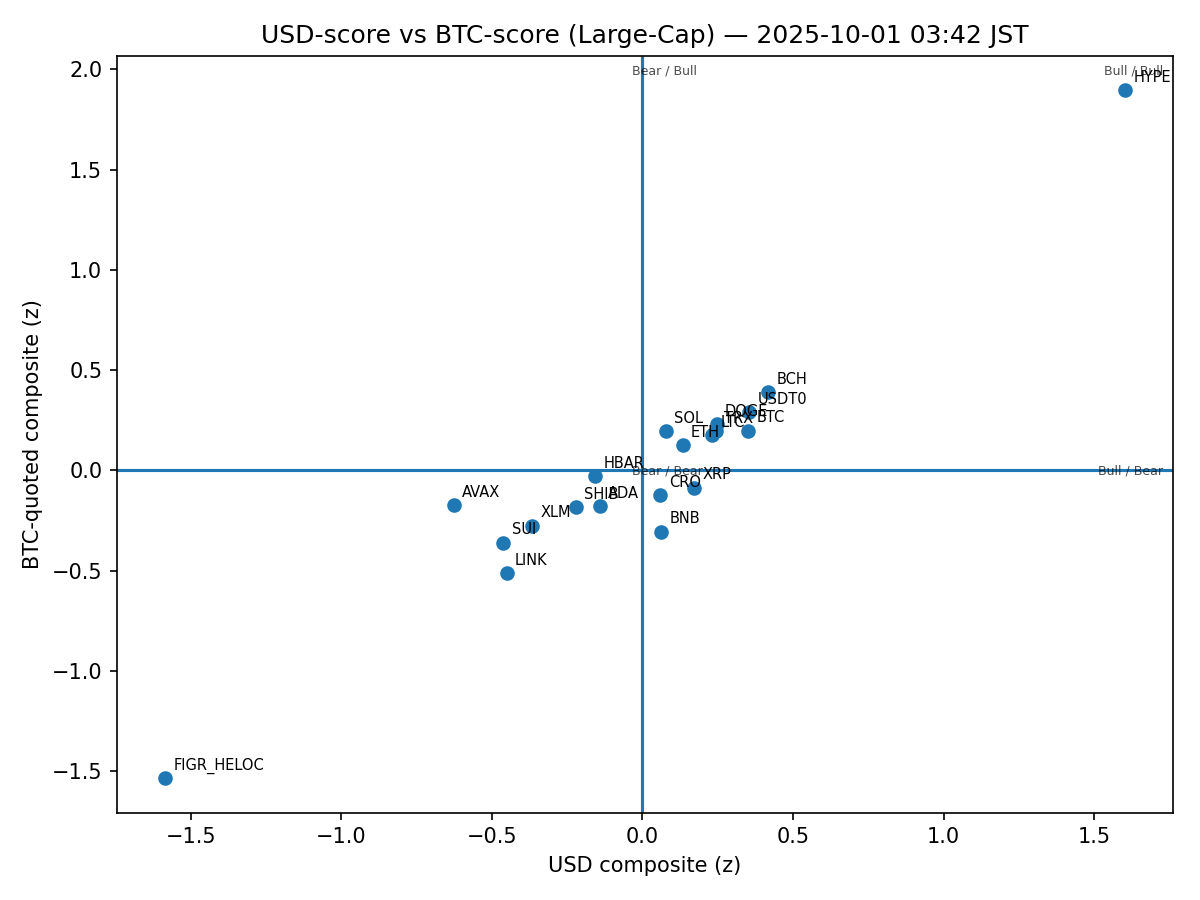 USD-score vs BTC-score (Large-Cap) — 2025-10-01 03:42 JST
2.0
Bear / Bull
Bull / Bull
HYPE
1.5
1.0
0.5
BCH
USDT0
DOGE
TRX
LTC
BTC
SOL
ETH
0.0
HBAR
Bear / Bear
Bull / Bear
XRP
CRO
AVAX
SHIB
ADA
XLM
BNB
SUI
−0.5
LINK
−1.0
−1.5
FIGR_HELOC
BTC-quoted composite (z)
−1.5
−1.0
−0.5
0.0
0.5
1.0
1.5
USD composite (z)